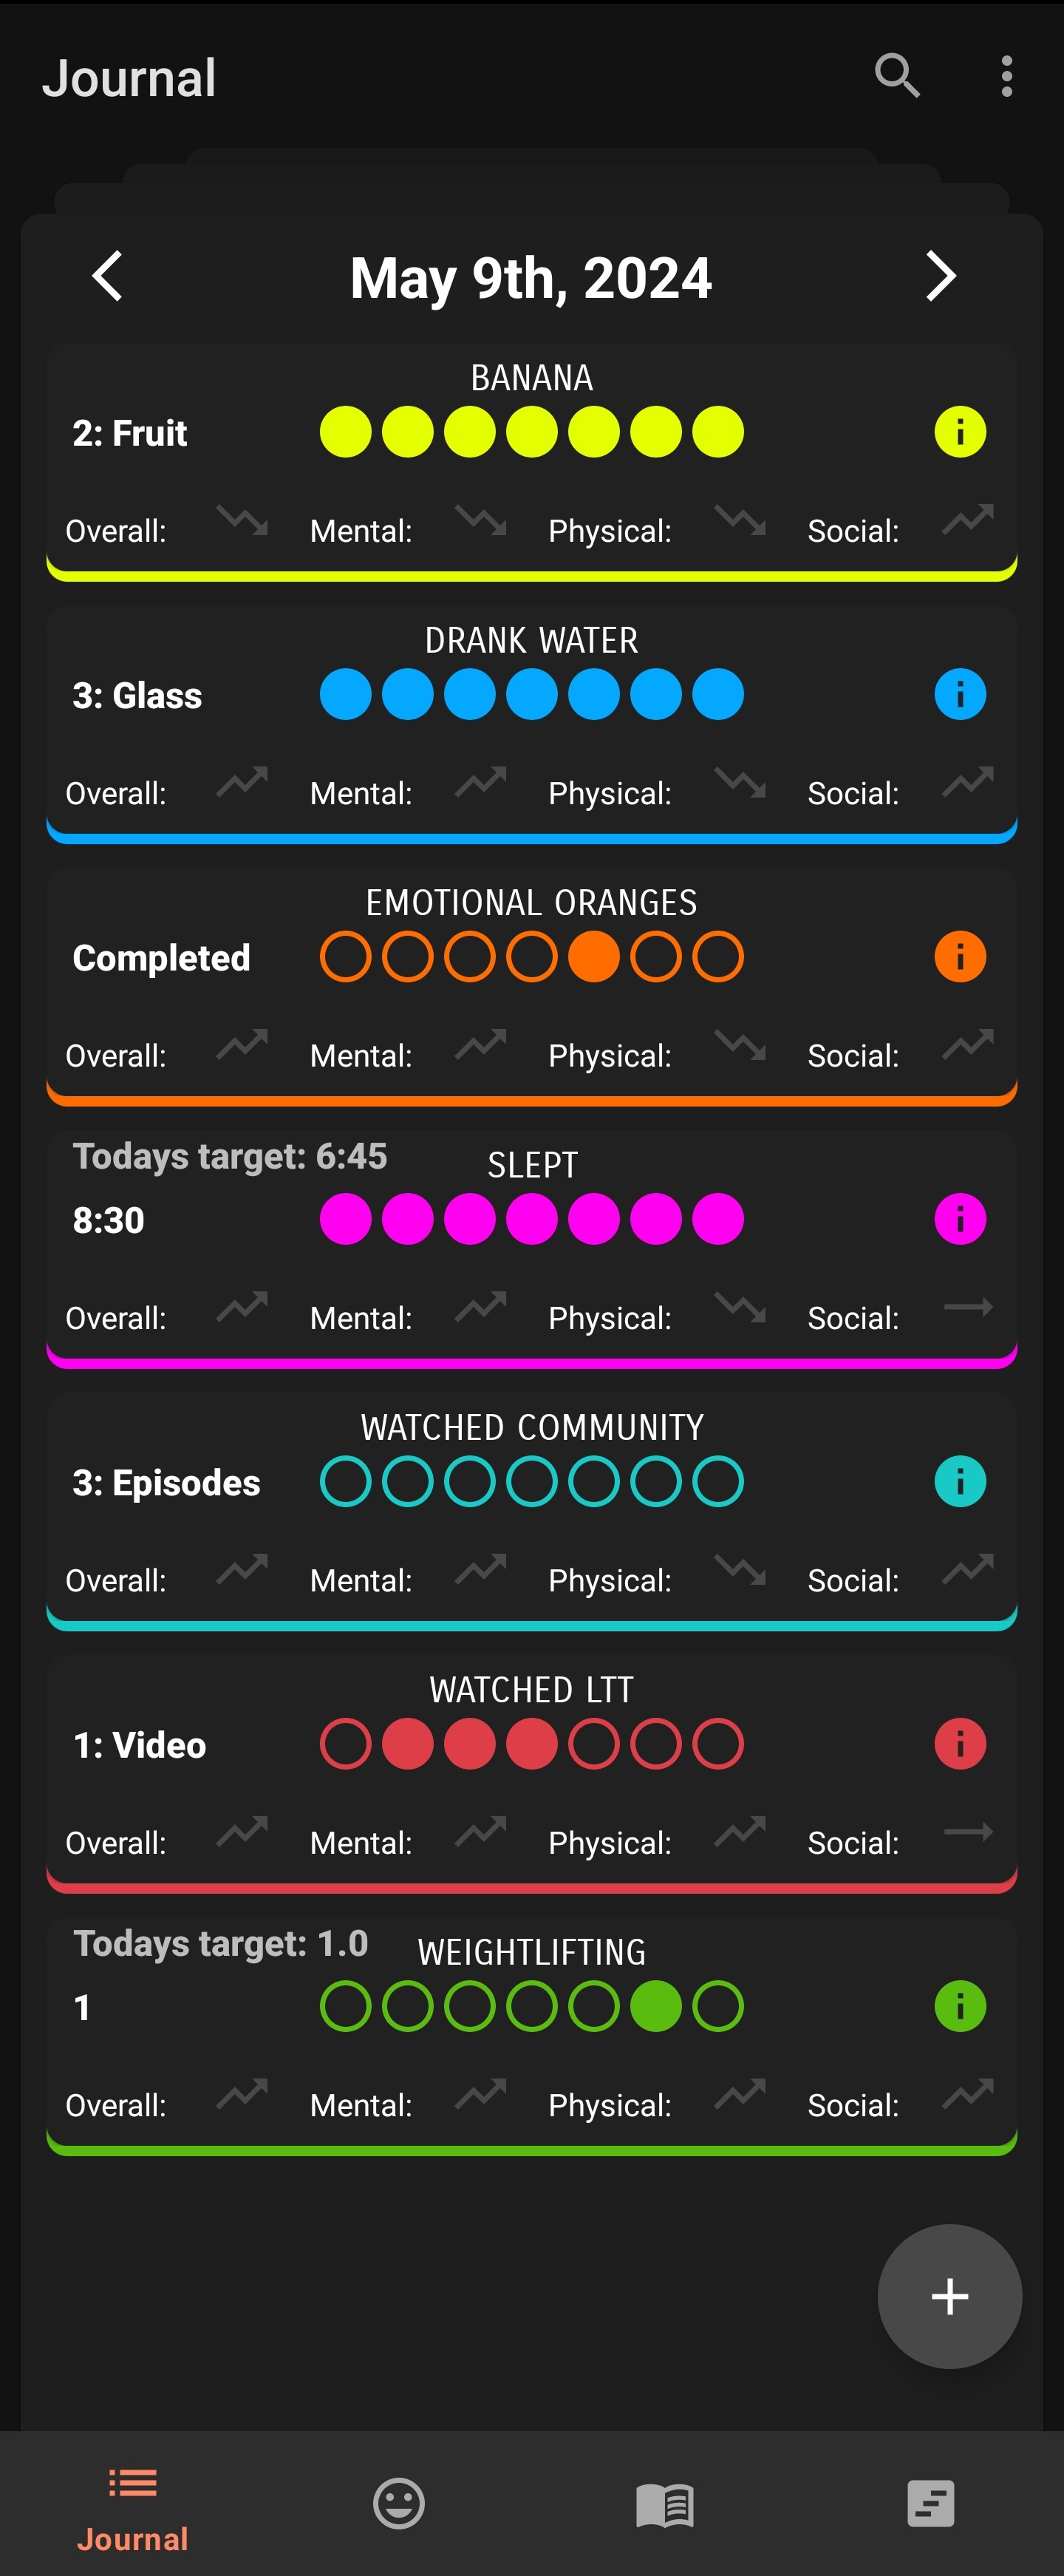 Journal
May 9th, 2024
BANANA
2: Fruit
Overall: Mental: Physical: Social:
DRANK WATER
3: Glass
Overall: Mental: Physical: Social:
EMOTIONAL ORANGES
Completed
Overall: Mental: Physical: Social:
Todays target: 6:45
SLEPT
8:30
Overall: Mental: Physical: Social:
WATCHED COMMUNITY
3: Episodes
Overall: Mental: Physical: Social:
WATCHED LTT
1: Video
Overall: Mental: Physical: Social:
Todays target: 1.0
WEIGHTLIFTING
1
Overall: Mental: Physical: Social:
Journal